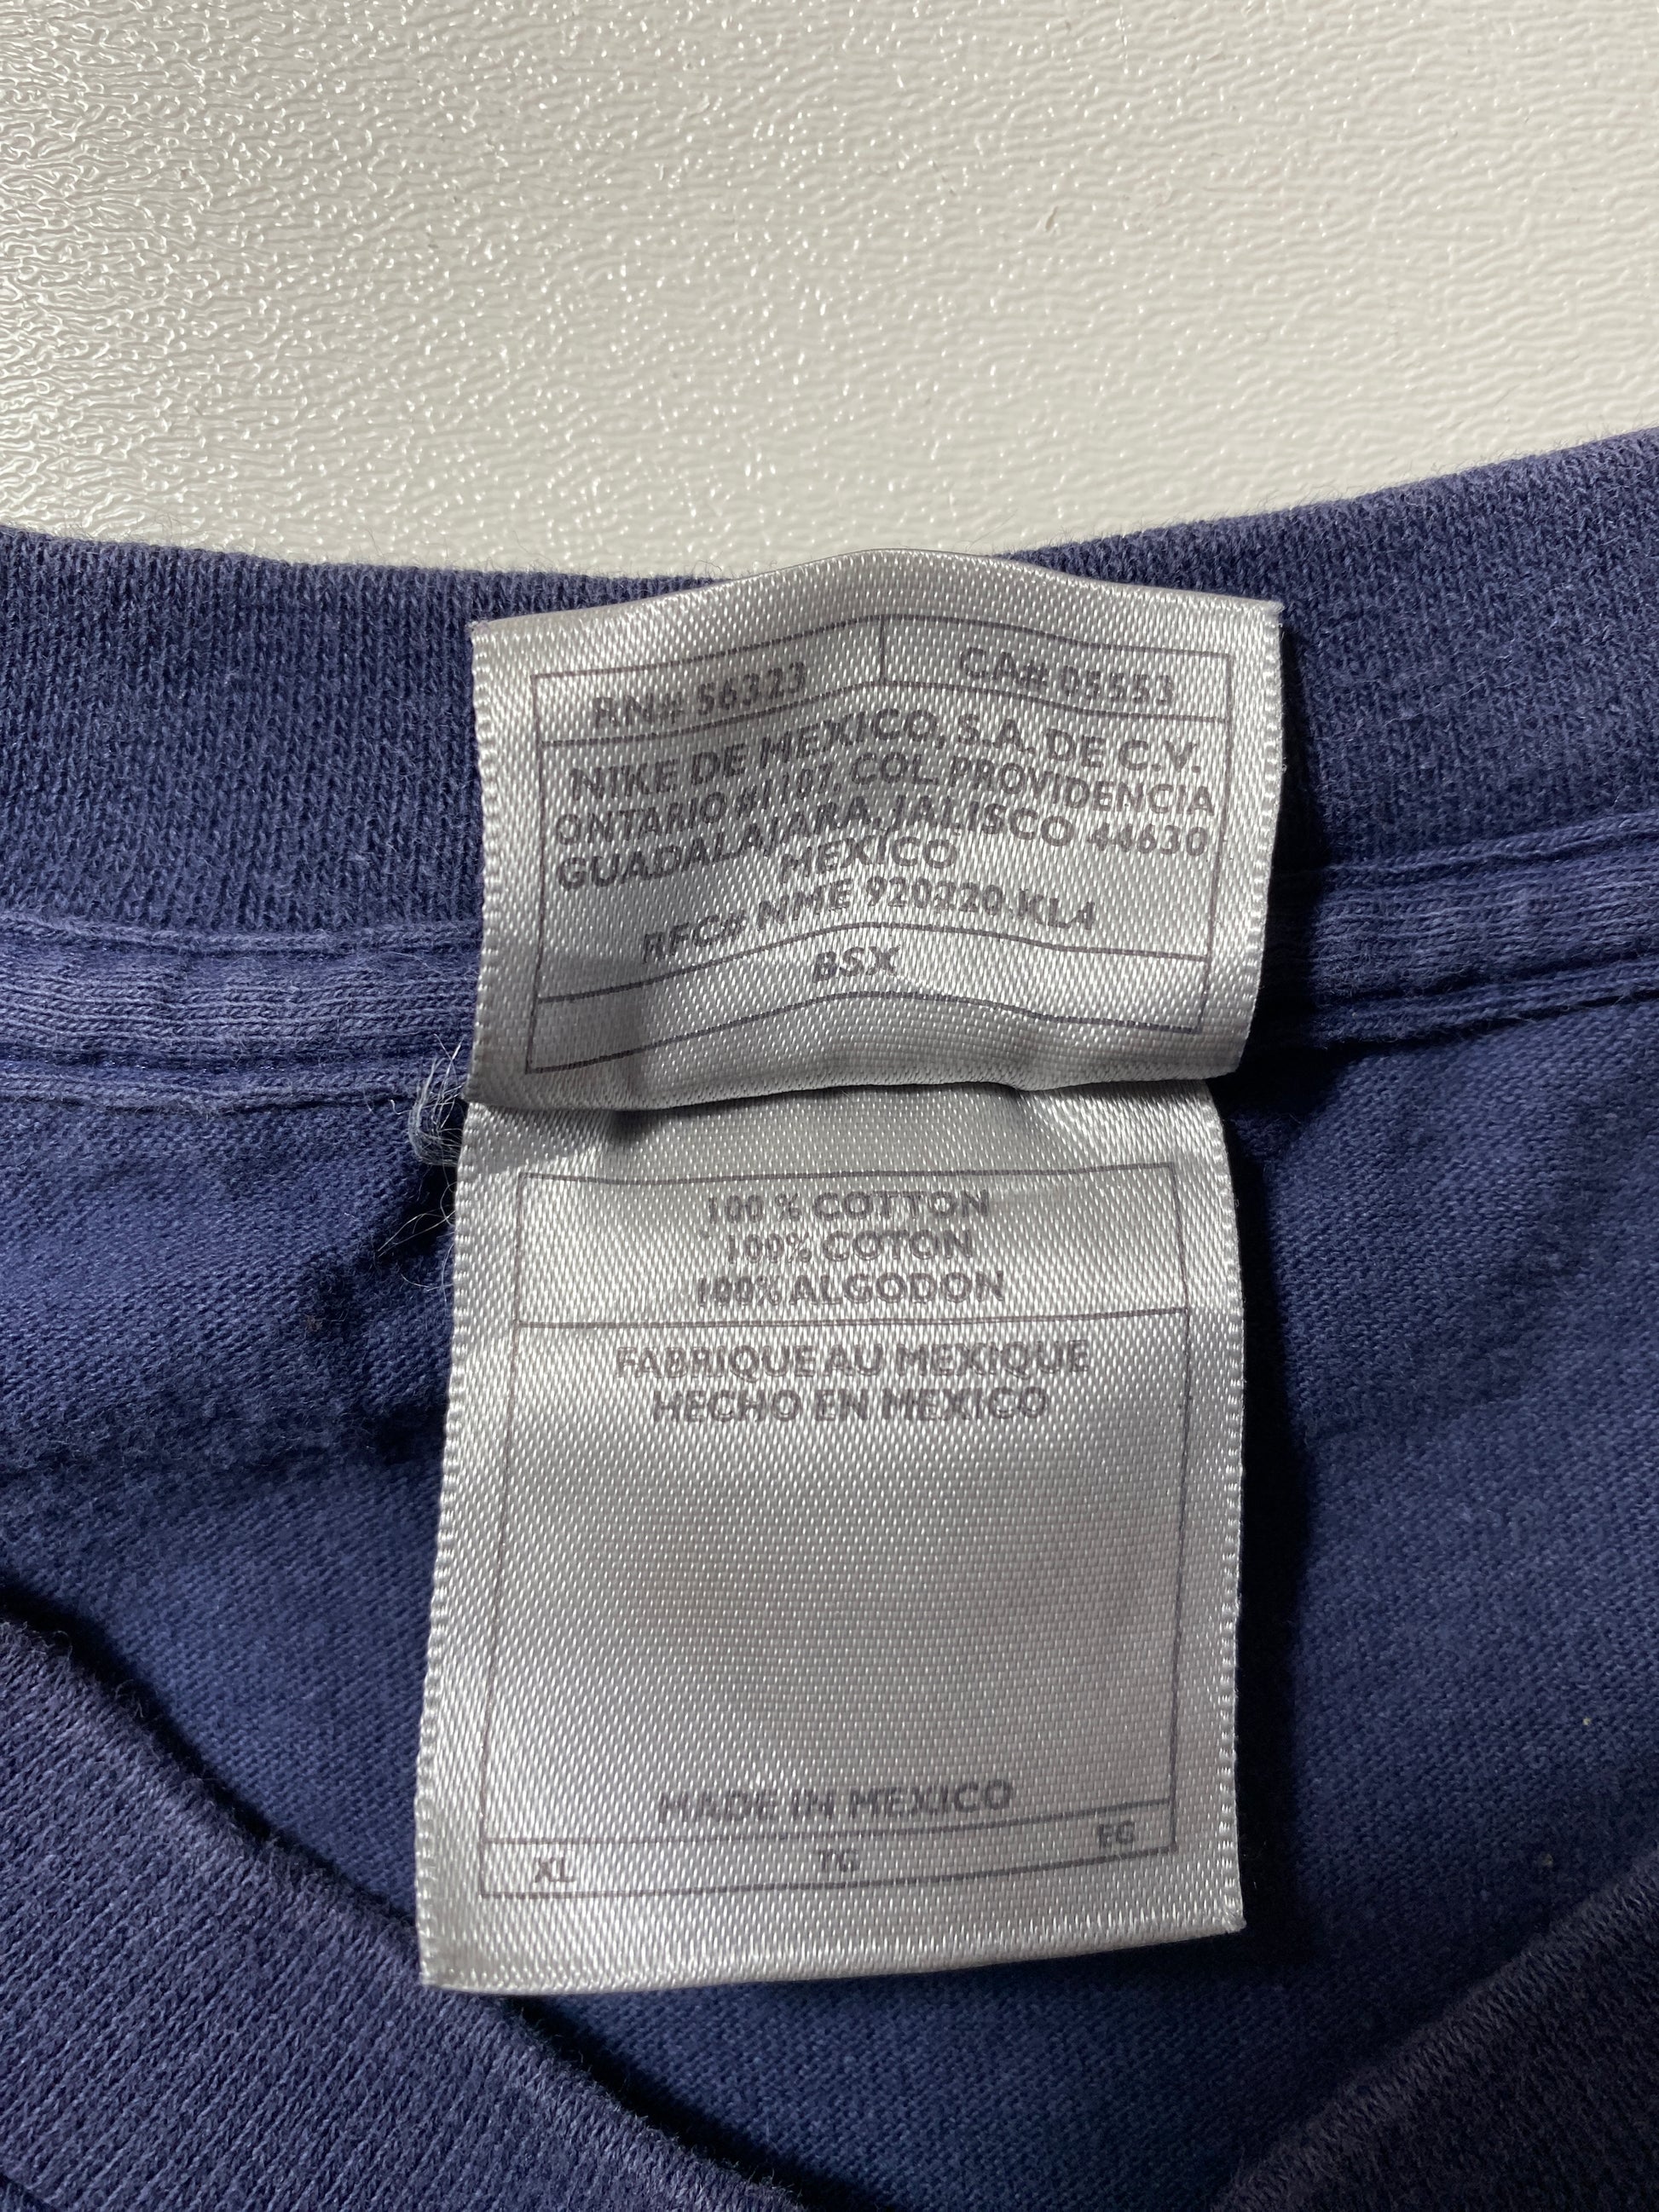 RN# 56323 CA# 05553
NIKE DE MEXICO, S.A. DE C.V.
ONTARIO #1107, COL. PROVIDENCIA
GUADALAJARA, JALISCO 44630
MEXICO
RFC# NME 920220 KL4
BSX
100 % COTTON
100% COTON
100% ALGODON
FABRIQUE AU MEXIQUE
HECHO EN MEXICO
MADE IN MEXICO
XL TG EG